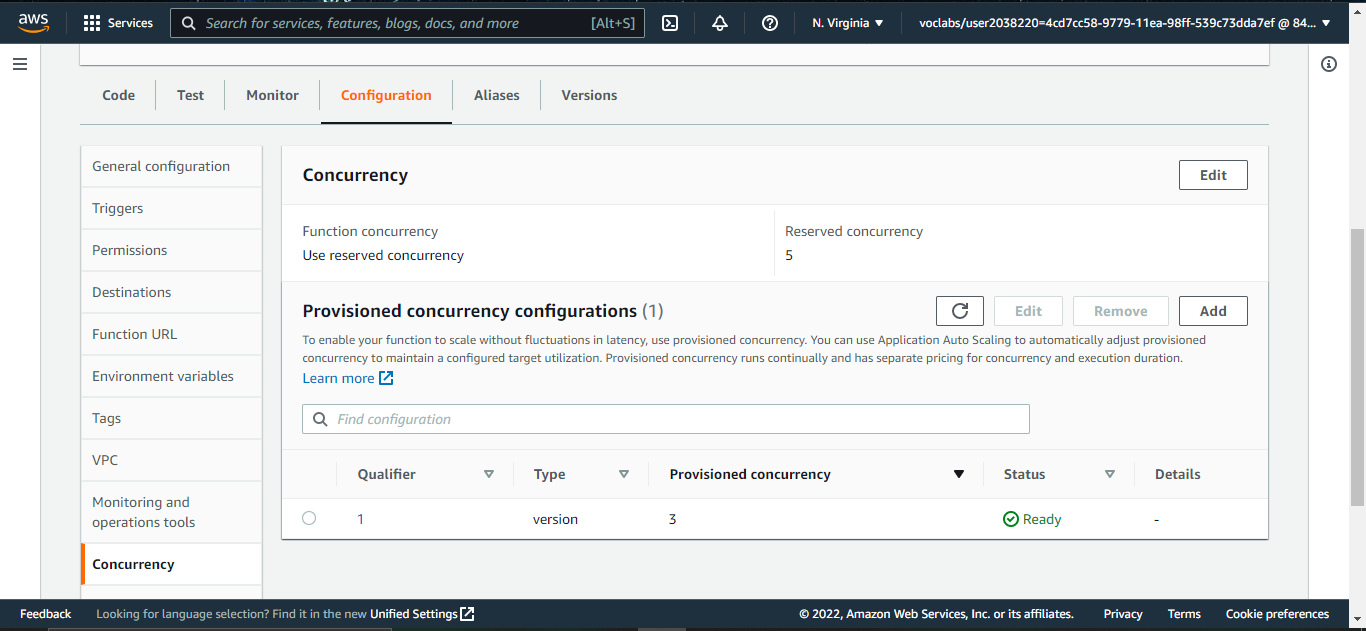 aws
Services
Search for services, features, blogs, docs, and more [Alt+S]
N. Virginia
voclabs/user2038220=4cd7cc58-9779-11ea-98ff-539c73dda7ef @ 84...
Code
Test
Monitor
Configuration
Aliases
Versions
General configuration
Triggers
Permissions
Destinations
Function URL
Environment variables
Tags
VPC
Monitoring and
operations tools
Concurrency
Concurrency
Edit
Function concurrency
Use reserved concurrency
Reserved concurrency
5
Provisioned concurrency configurations (1)
Edit
Remove
Add
To enable your function to scale without fluctuations in latency, use provisioned concurrency. You can use Application Auto Scaling to automatically adjust provisioned
concurrency to maintain a configured target utilization. Provisioned concurrency runs continually and has separate pricing for concurrency and execution duration.
Learn more
Find configuration
Qualifier Type Provisioned concurrency Status Details
1 version 3 Ready -
Feedback
Looking for language selection? Find it in the new Unified Settings
© 2022, Amazon Web Services, Inc. or its affiliates.
Privacy
Terms
Cookie preferences